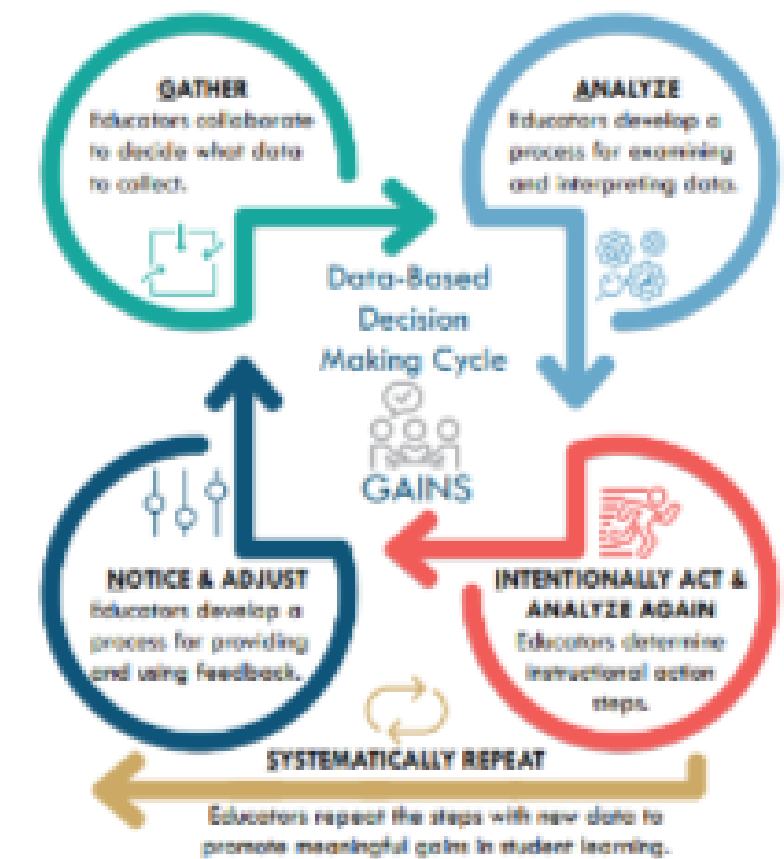 GATHER
Educators collaborate
to decide what data
to collect.
ANALYZE
Educators develop a
process for examining
and interpreting data.
Data-Based
Decision
Making Cycle
GAINS
INTENTIONALLY ACT &
ANALYZE AGAIN
Educators determine
instructional action
steps.
NOTICE & ADJUST
Educators develop a
process for providing
and using feedback.
SYSTEMATICALLY REPEAT
Educators repeat the steps with new data to
promote meaningful gains in student learning.